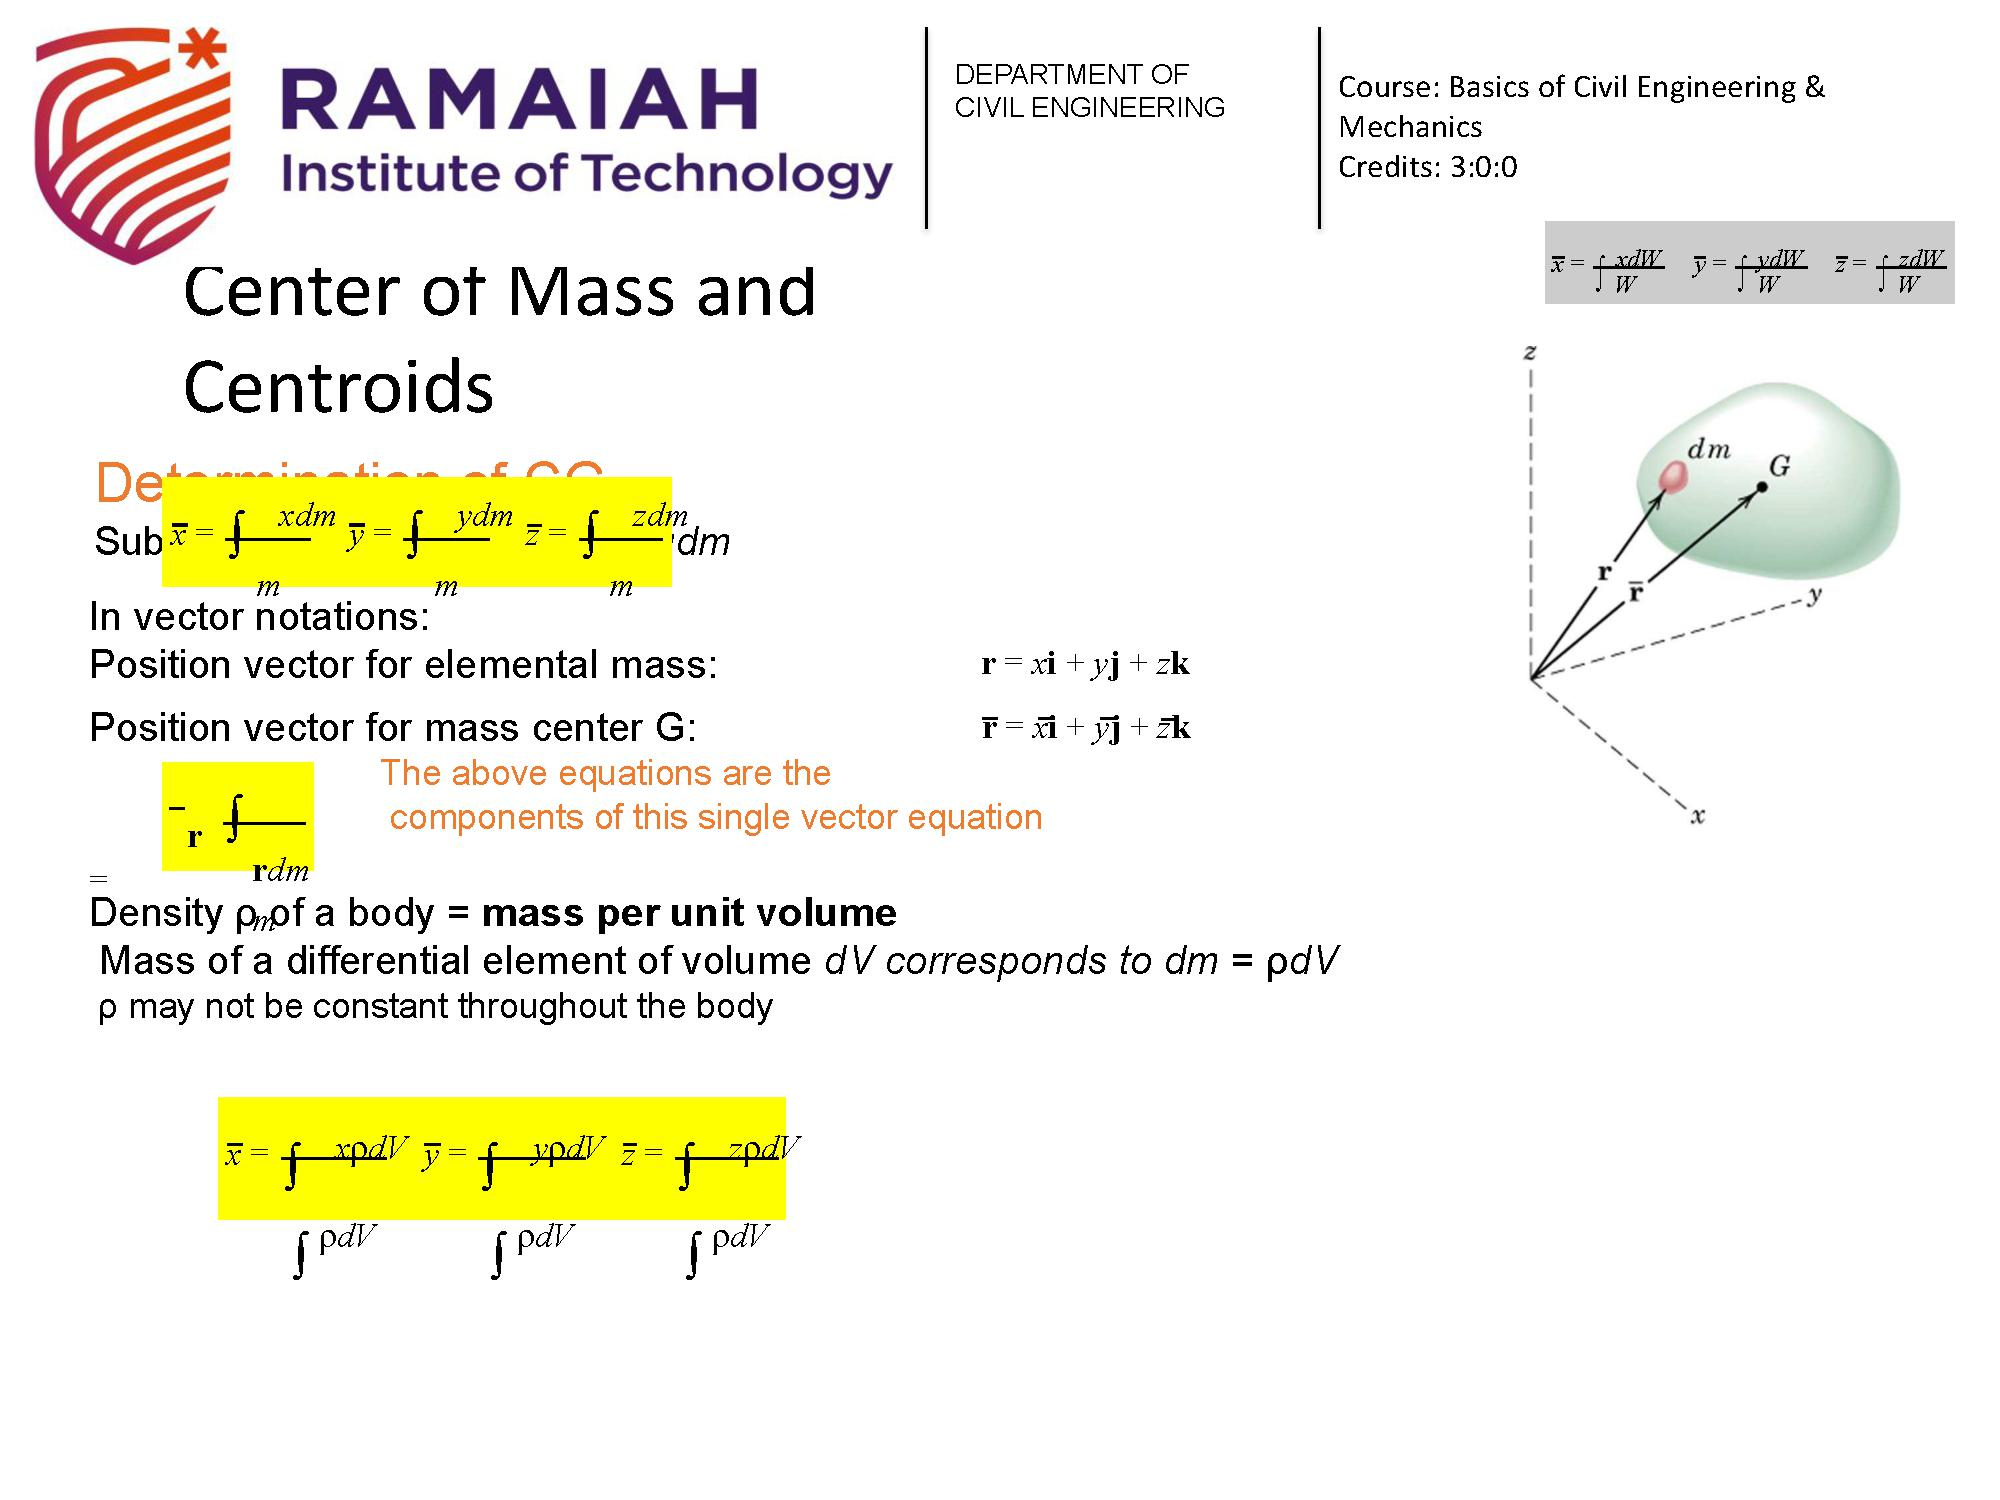 RAMAIAH
Institute of Technology
DEPARTMENT OF
CIVIL ENGINEERING
Course: Basics of Civil Engineering &
Mechanics
Credits: 3:0:0
x̄ = ∫ xdW / W ȳ = ∫ ydW / W z̄ = ∫ zdW / W
Center of Mass and
Centroids
Determination of CG
x̄ = ∫ xdm / m ȳ = ∫ ydm / m z̄ = ∫ zdm / m
Sub dm
In vector notations:
Position vector for elemental mass: r = xi + yj + zk
Position vector for mass center G: r̄ = x̄i + ȳj + z̄k
The above equations are the
components of this single vector equation
r̄ = ∫ rdm / m
Density ρ of a body = mass per unit volume
Mass of a differential element of volume dV corresponds to dm = ρdV
ρ may not be constant throughout the body
x̄ = ∫ xρdV ȳ = ∫ yρdV z̄ = ∫ zρdV
∫ ρdV ∫ ρdV ∫ ρdV
z
dm
G
r
r̄
y
x